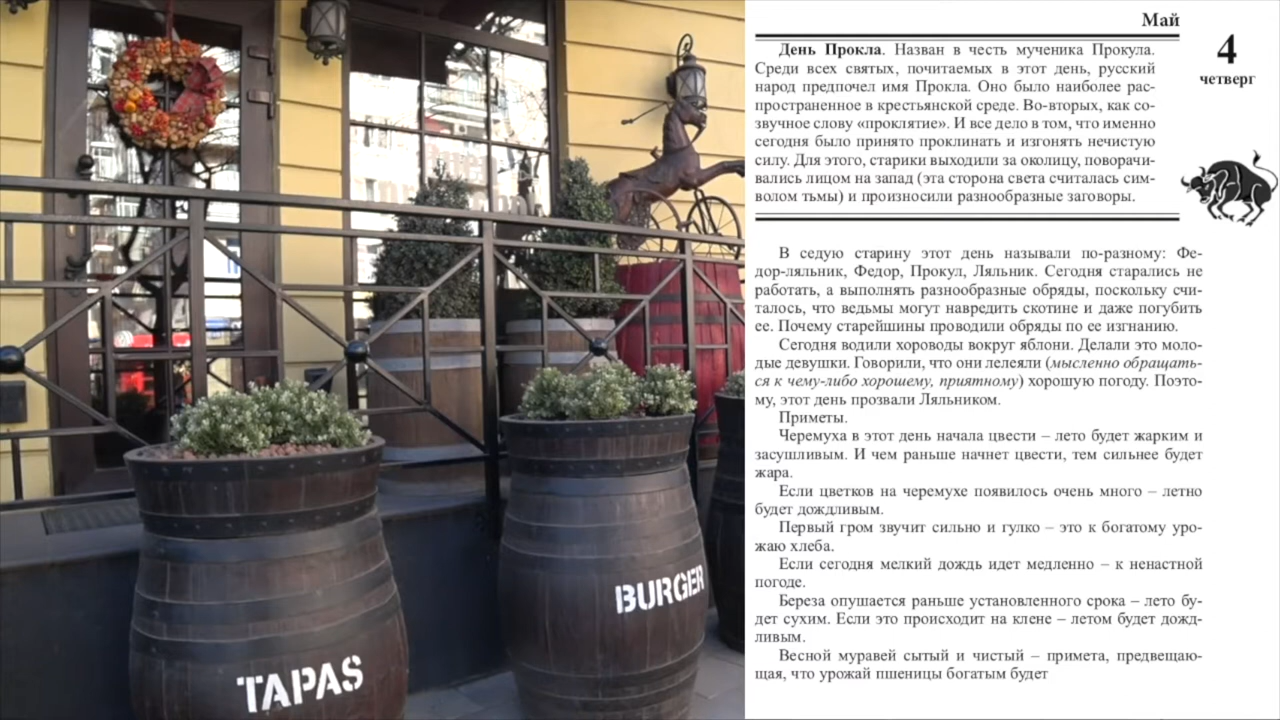 TAPAS
BURGER
Май
4
четверг
День Прокла. Назван в честь мученика Прокула.
Среди всех святых, почитаемых в этот день, русский
народ предпочел имя Прокла. Оно было наиболее рас-
пространенное в крестьянской среде. Во-вторых, как со-
звучное слову «проклятие». И все дело в том, что именно
сегодня было принято проклинать и изгонять нечистую
силу. Для этого, старики выходили за околицу, поворачи-
вались лицом на запад (эта сторона света считалась сим-
волом тьмы) и произносили разнообразные заговоры.
В седую старину этот день называли по-разному: Фе-
дор-ляльник, Федор, Прокул, Ляльник. Сегодня старались не
работать, а выполнять разнообразные обряды, поскольку счи-
талось, что ведьмы могут навредить скотине и даже погубить
ее. Почему старейшины проводили обряды по ее изгнанию.
Сегодня водили хороводы вокруг яблони. Делали это моло-
дые девушки. Говорили, что они лелеяли (мысленно обращать-
ся к чему-либо хорошему, приятному) хорошую погоду. Поэто-
му, этот день прозвали Ляльником.
Приметы.
Черемуха в этот день начала цвести – лето будет жарким и
засушливым. И чем раньше начнет цвести, тем сильнее будет
жара.
Если цветков на черемухе появилось очень много – летно
будет дождливым.
Первый гром звучит сильно и гулко – это к богатому уро-
жаю хлеба.
Если сегодня мелкий дождь идет медленно – к ненастной
погоде.
Береза опушается раньше установленного срока – лето бу-
дет сухим. Если это происходит на клене – летом будет дожд-
ливым.
Весной муравей сытый и чистый – примета, предвещаю-
щая, что урожай пшеницы богатым будет